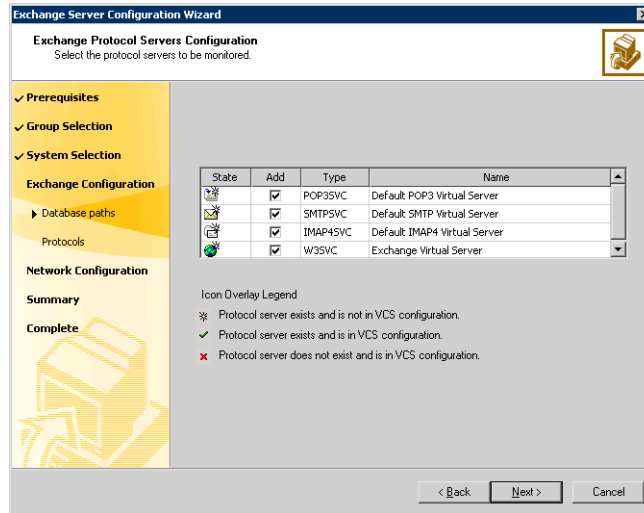 Exchange Server Configuration Wizard
Exchange Protocol Servers Configuration
Select the protocol servers to be monitored.
Prerequisites
Group Selection
System Selection
Exchange Configuration
Database paths
Protocols
Network Configuration
Summary
Complete
State Add Type Name
POP3SVC Default POP3 Virtual Server
SMTPSVC Default SMTP Virtual Server
IMAP4SVC Default IMAP4 Virtual Server
W3SVC Exchange Virtual Server
Icon Overlay Legend
Protocol server exists and is not in VCS configuration.
Protocol server exists and is in VCS configuration.
Protocol server does not exist and is in VCS configuration.
< Back Next > Cancel